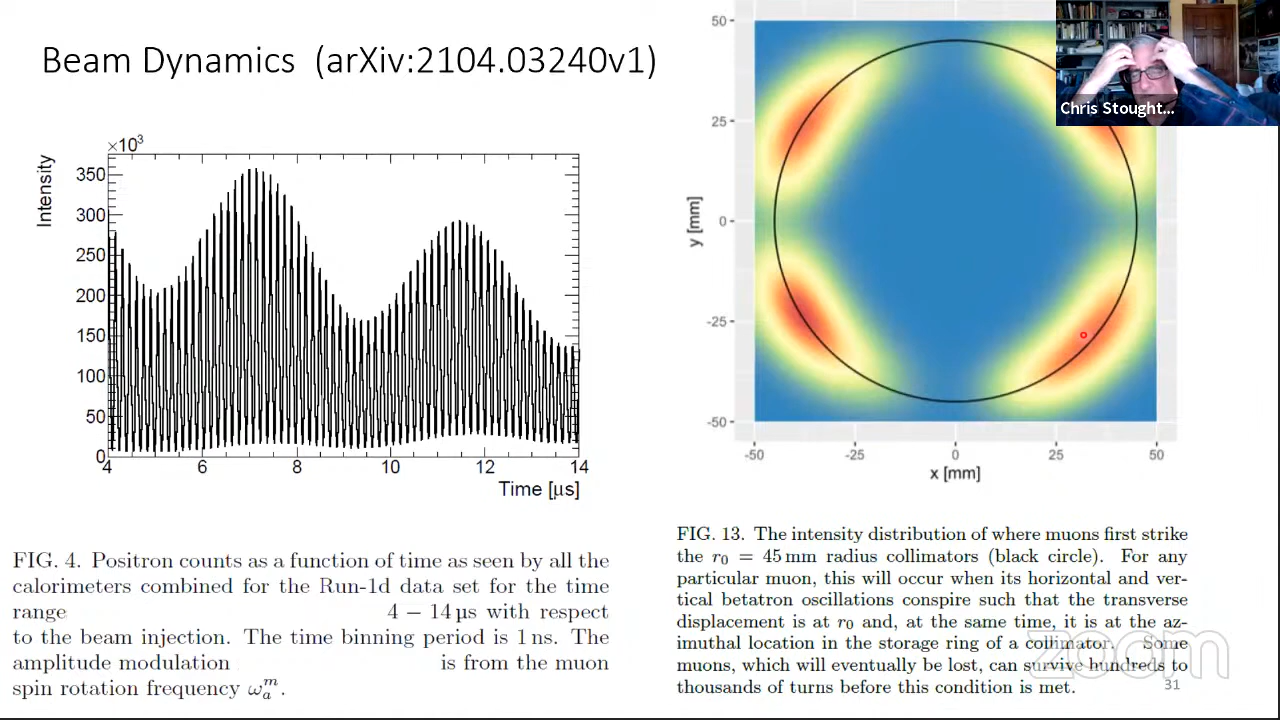 Beam Dynamics (arXiv:2104.03240v1)
Chris Stought...
×10³
Intensity
350
300
250
200
150
100
50
0
4 6 8 10 12 14
Time [μs]
50
25
0
-25
-50
y [mm]
-50 -25 0 25 50
x [mm]
FIG. 4. Positron counts as a function of time as seen by all the
calorimeters combined for the Run-1d data set for the time
range 4 − 14 μs with respect
to the beam injection. The time binning period is 1 ns. The
amplitude modulation is from the muon
spin rotation frequency ωₐᵐ.
FIG. 13. The intensity distribution of where muons first strike
the r₀ = 45 mm radius collimators (black circle). For any
particular muon, this will occur when its horizontal and ver-
tical betatron oscillations conspire such that the transverse
displacement is at r₀ and, at the same time, it is at the az-
imuthal location in the storage ring of a collimator. Some
muons, which will eventually be lost, can survive hundreds to
thousands of turns before this condition is met.
zoom
31